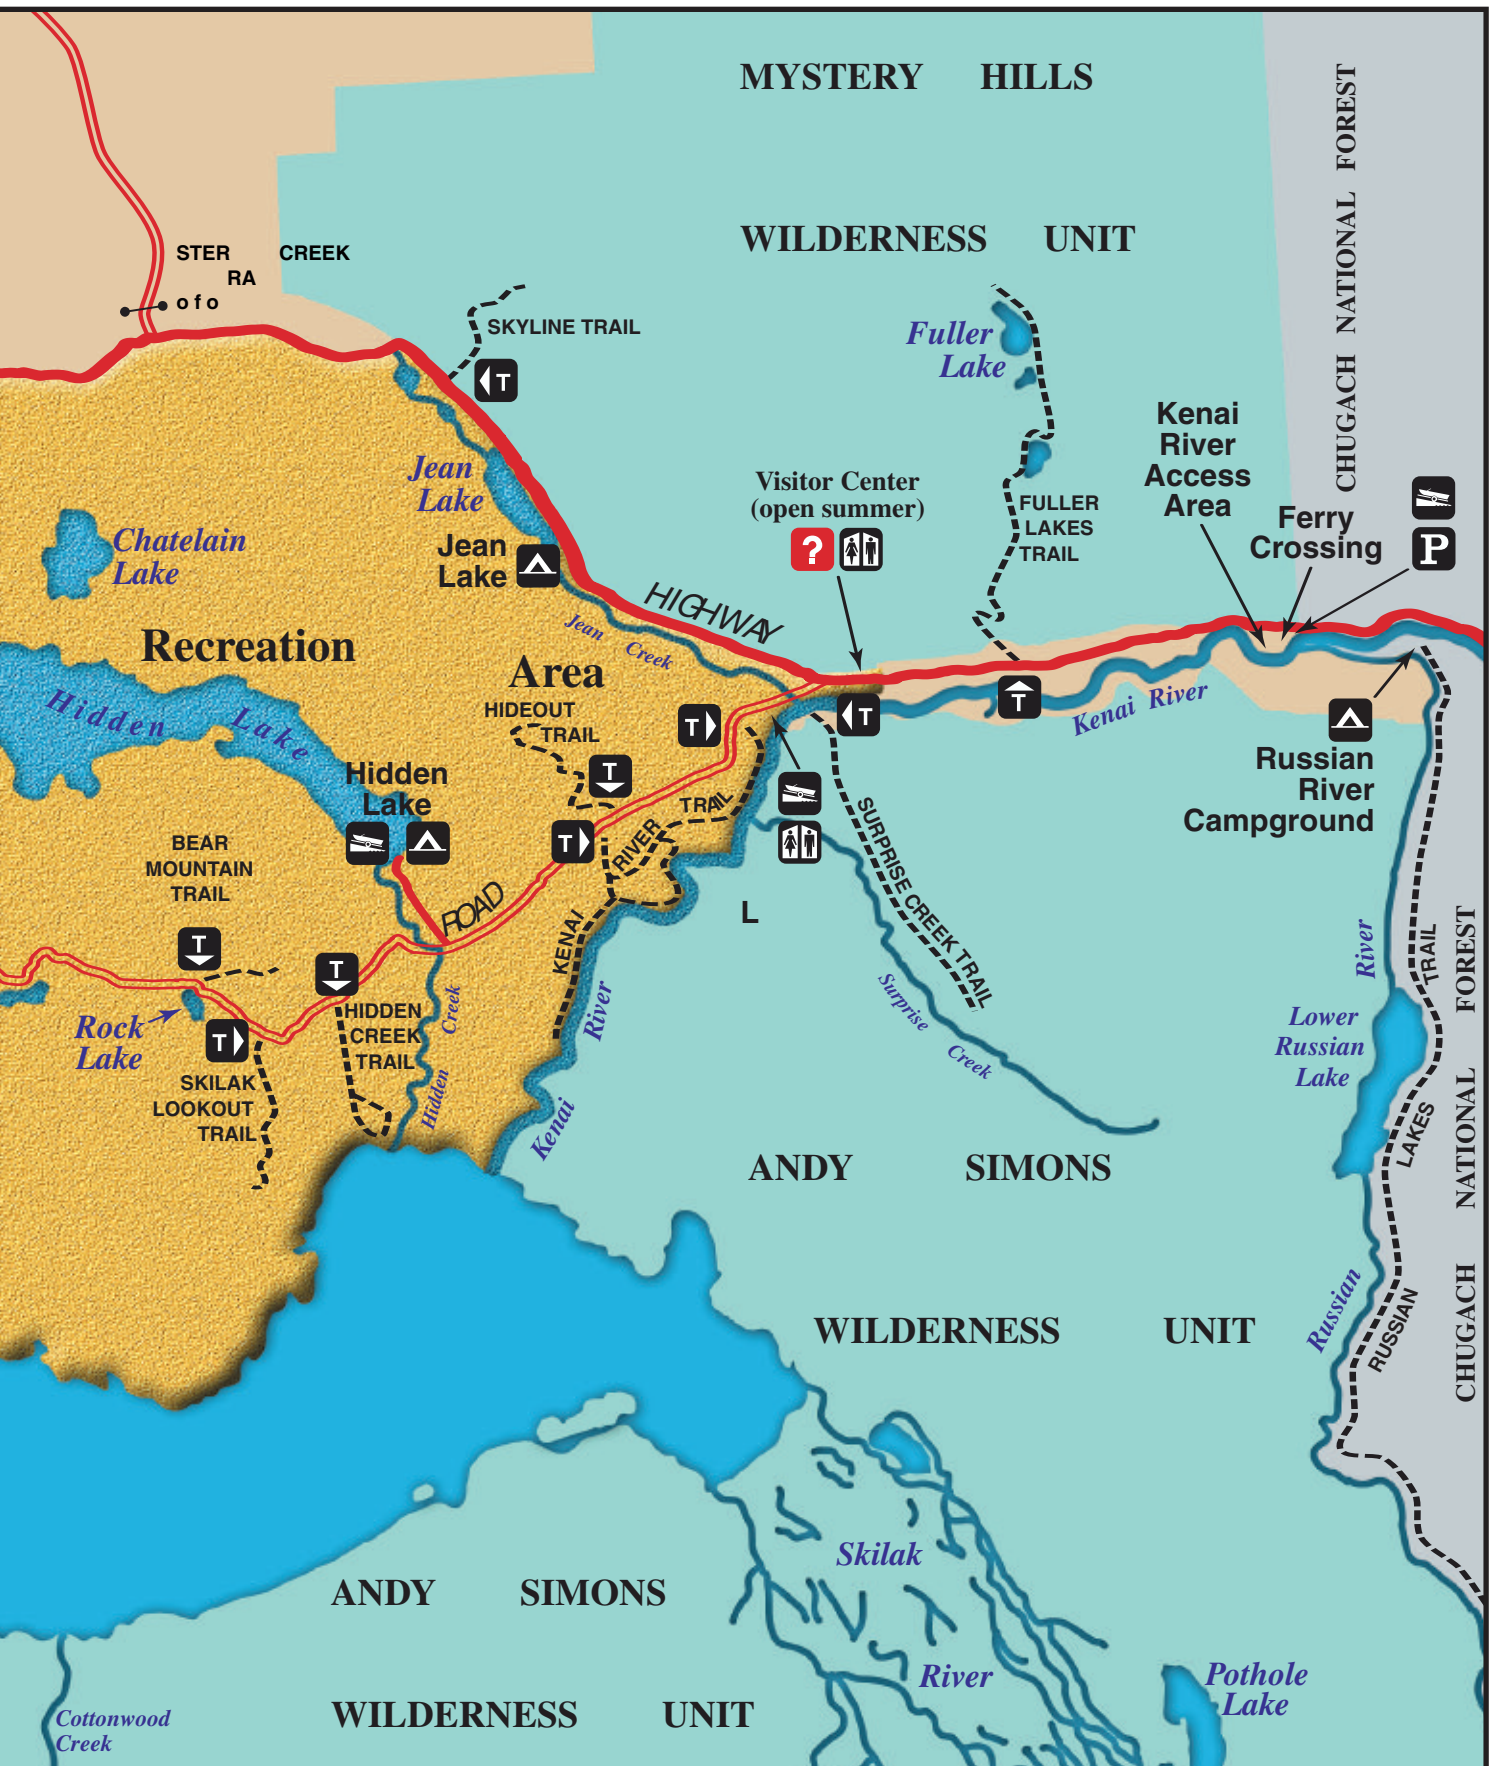 MYSTERY HILLS
WILDERNESS UNIT
CHUGACH NATIONAL FOREST
STER CREEK
RA
o f o
SKYLINE TRAIL
T
Fuller
Lake
Kenai
River
Access
Area
Ferry
Crossing
P
Jean
Lake
Jean
Lake
Visitor Center
(open summer)
?
FULLER
LAKES
TRAIL
Chatelain
Lake
HIGHWAY
Jean Creek
Recreation
Area
Hidden Lake
HIDEOUT
TRAIL
T
T
T
Kenai River
Russian
River
Campground
Hidden
Lake
T
T
KENAI RIVER TRAIL
SURPRISE CREEK TRAIL
BEAR
MOUNTAIN
TRAIL
ROAD
L
T
T
T
Rock
Lake
HIDDEN
CREEK
TRAIL
Hidden Creek
SKILAK
LOOKOUT
TRAIL
Kenai River
Surprise Creek
Lower
Russian
Lake
Russian River
RUSSIAN LAKES TRAIL
CHUGACH NATIONAL FOREST
ANDY SIMONS
WILDERNESS UNIT
Skilak
River
ANDY SIMONS
WILDERNESS UNIT
Pothole
Lake
Cottonwood
Creek